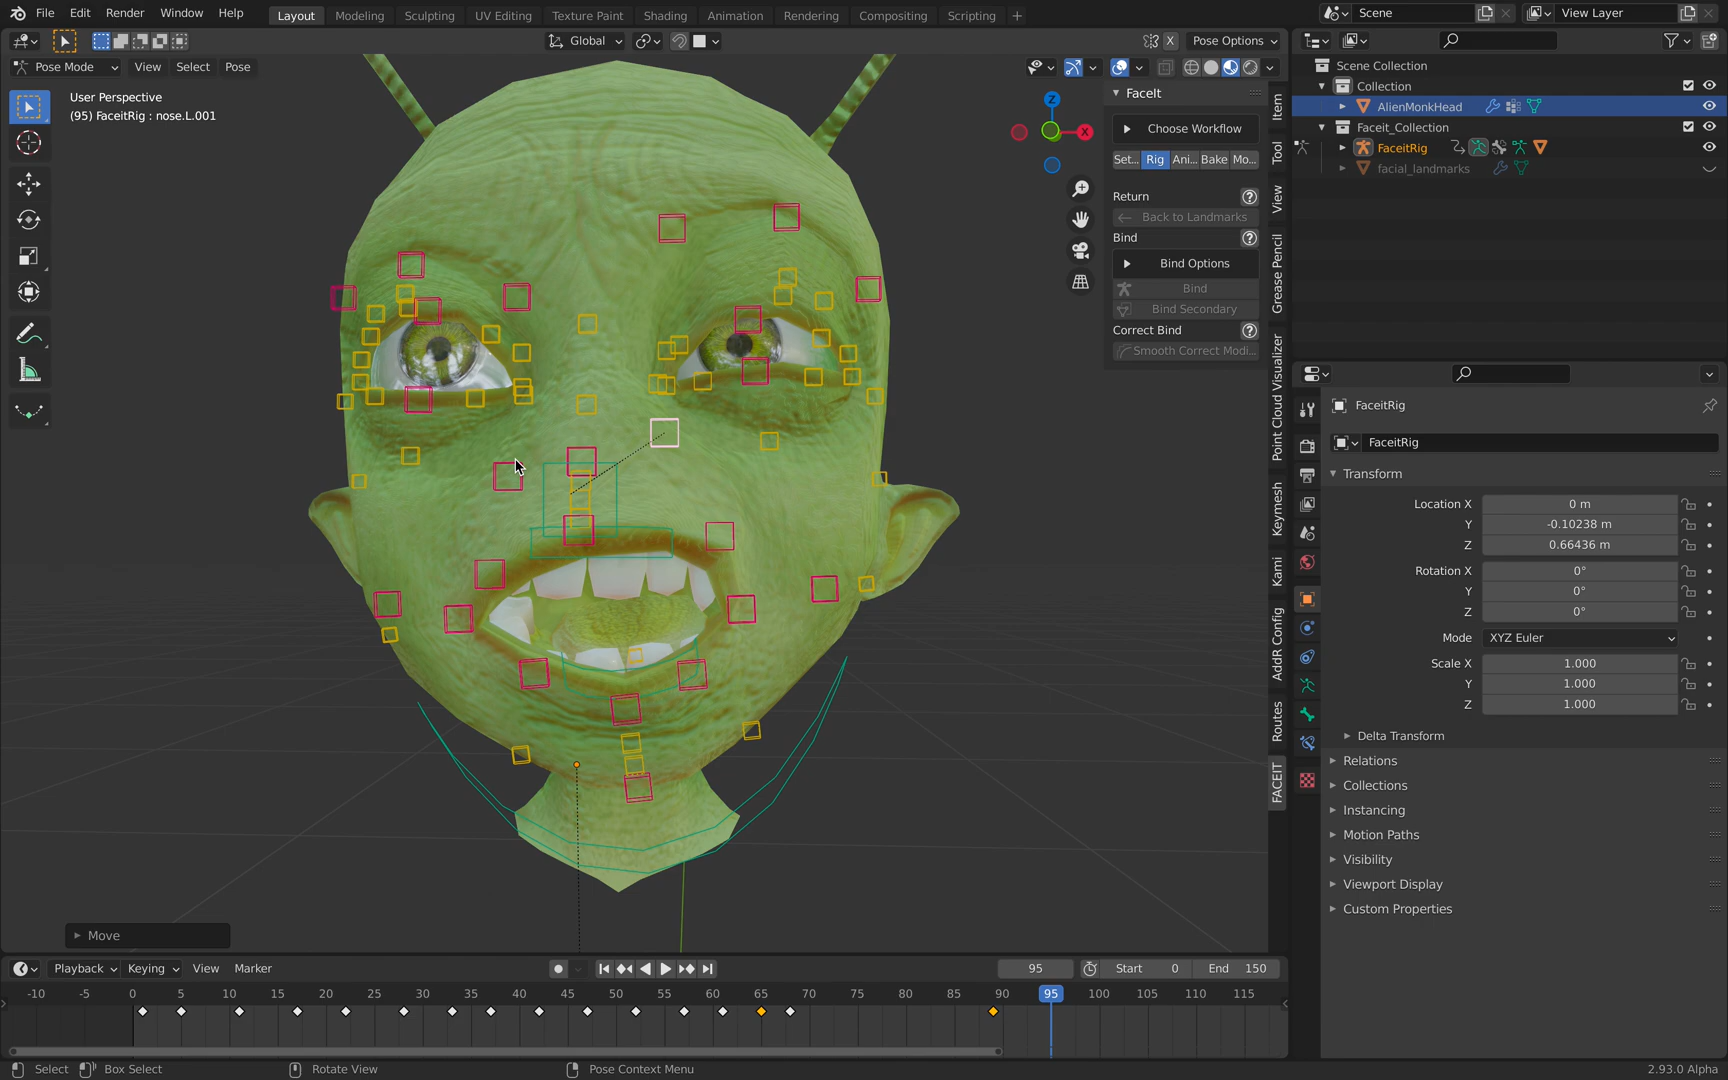 File Edit Render Window Help Layout Modeling Sculpting UV Editing Texture Paint Shading Animation Rendering Compositing Scripting + Scene View Layer
Global X Pose Options
Pose Mode View Select Pose
User Perspective
(95) FaceitRig : nose.L.001
Z
X
FaceIt
Choose Workflow
Set... Rig Ani... Bake Mo...
Return
Back to Landmarks
Bind
Bind Options
Bind
Bind Secondary
Correct Bind
Smooth Correct Modi...
Item
Tool
View
Grease Pencil
Point Cloud Visualizer
Keymesh
Kami
AddR Config
Routes
FACEIT
Scene Collection
Collection
AlienMonkHead
Faceit_Collection
FaceitRig
facial_landmarks
FaceitRig
FaceitRig
Transform
Location X 0 m
Y -0.10238 m
Z 0.66436 m
Rotation X 0°
Y 0°
Z 0°
Mode XYZ Euler
Scale X 1.000
Y 1.000
Z 1.000
Delta Transform
Relations
Collections
Instancing
Motion Paths
Visibility
Viewport Display
Custom Properties
Move
Playback Keying View Marker 95 Start 0 End 150
-10 -5 0 5 10 15 20 25 30 35 40 45 50 55 60 65 70 75 80 85 90 95 100 105 110 115
Select Box Select Rotate View Pose Context Menu 2.93.0 Alpha